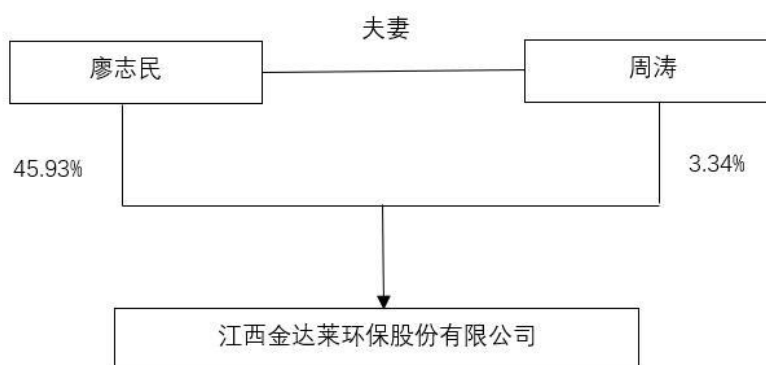 夫妻
廖志民
周涛
45.93%
3.34%
江西金达莱环保股份有限公司